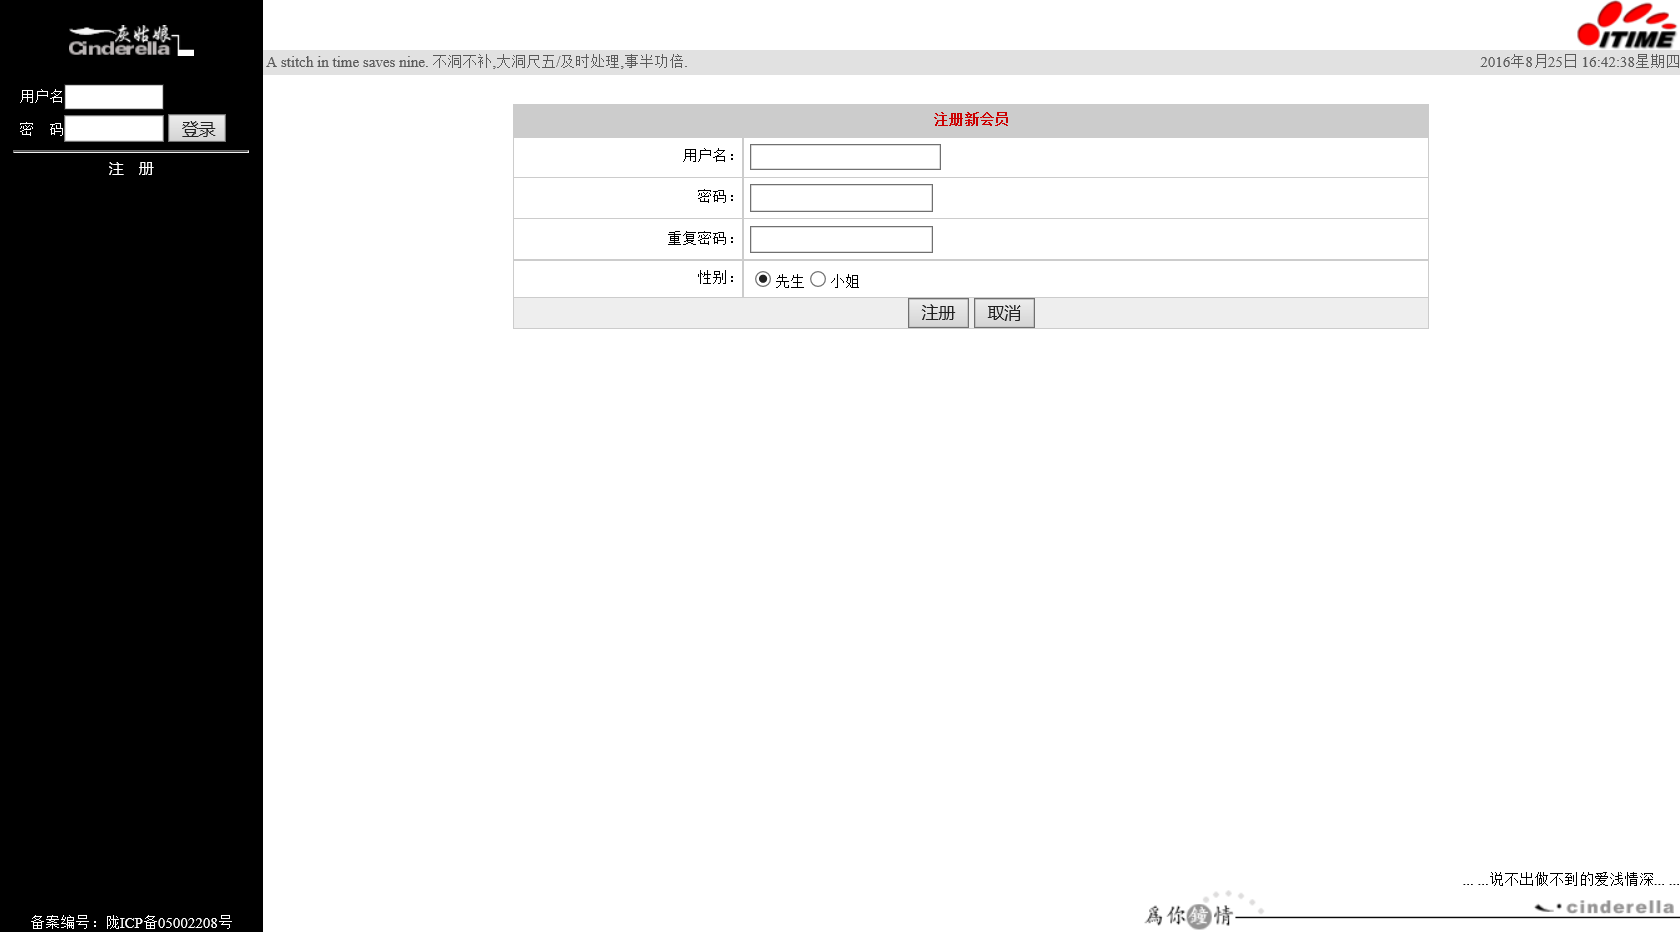 灰姑娘
Cinderella
用户名
密 码
登录
注 册
备案编号：陇ICP备05002208号
ITIME
A stitch in time saves nine. 不洞不补,大洞尺五/及时处理,事半功倍.
2016年8月25日 16:42:38星期四
注册新会员
用户名：
密码：
重复密码：
性别：
先生 小姐
注册 取消
... ...说不出做不到的爱浅情深... ...
cinderella
為你鐘情